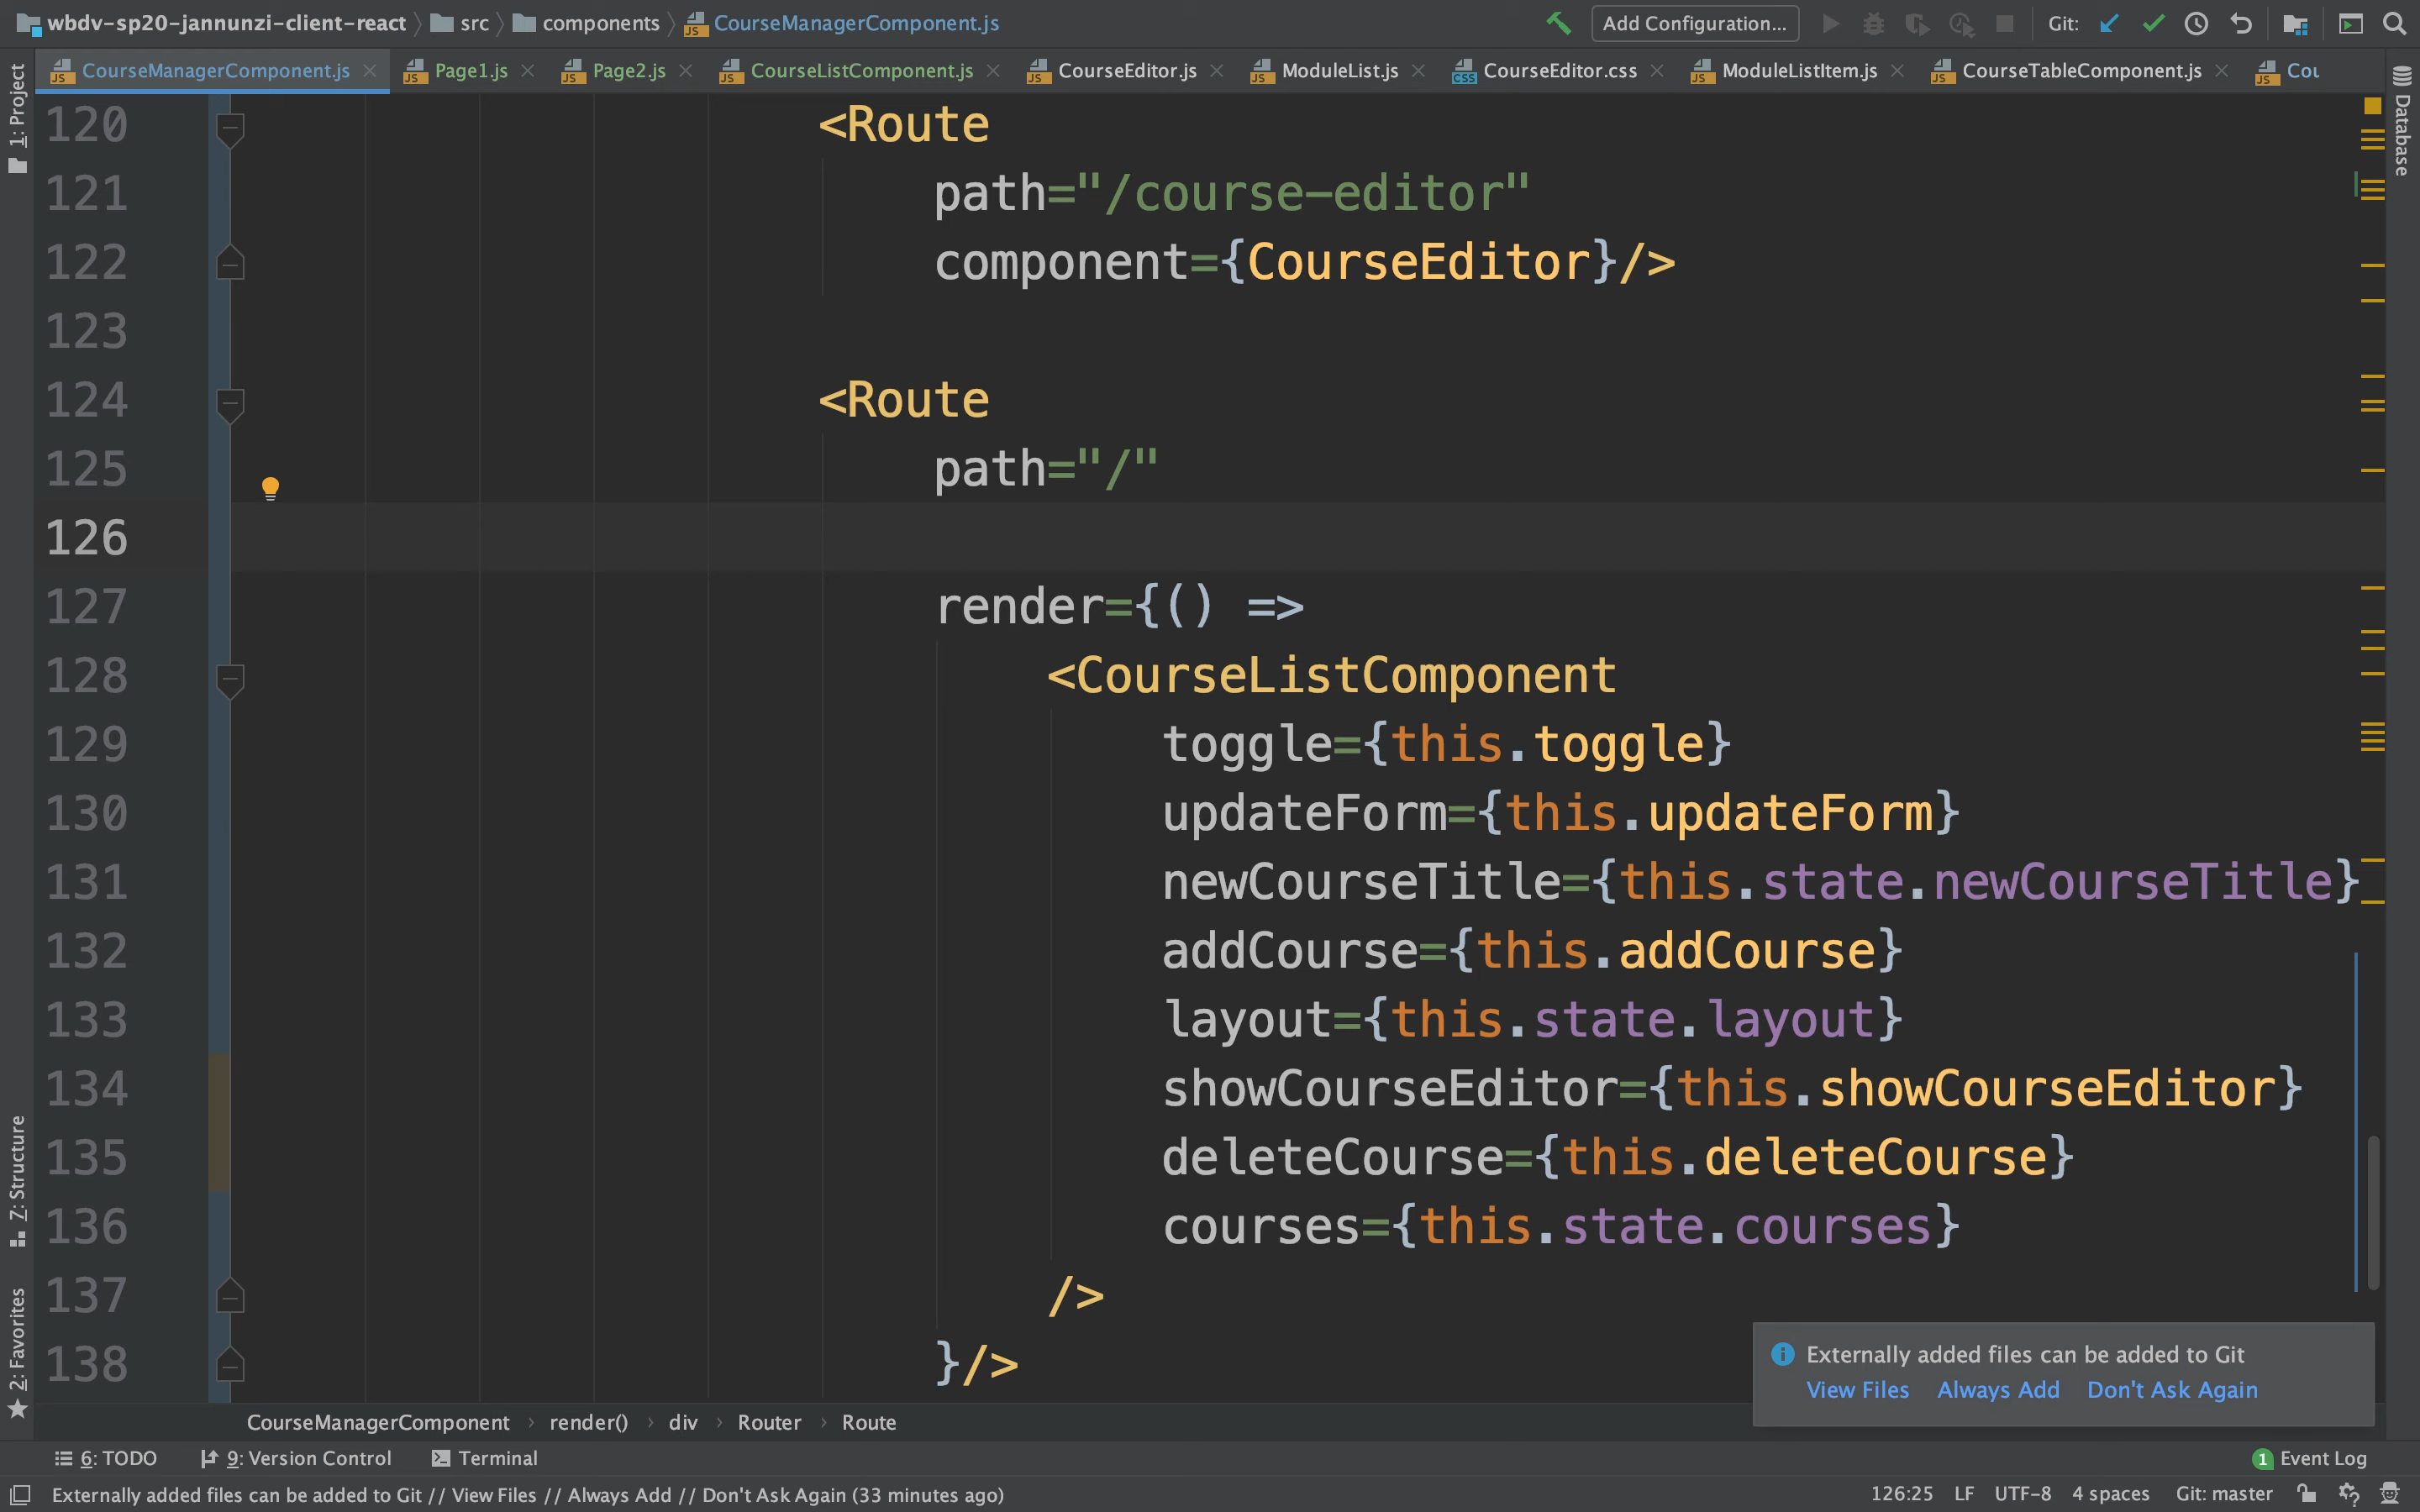 wbdv-sp20-jannunzi-client-react src components CourseManagerComponent.js Add Configuration... Git:
CourseManagerComponent.js Page1.js Page2.js CourseListComponent.js CourseEditor.js ModuleList.js CourseEditor.css ModuleListItem.js CourseTableComponent.js Cou
1: Project
Database
7: Structure
2: Favorites
120 <Route
121 path="/course-editor"
122 component={CourseEditor}/>
123
124 <Route
125 path="/"
126
127 render={() =>
128 <CourseListComponent
129 toggle={this.toggle}
130 updateForm={this.updateForm}
131 newCourseTitle={this.state.newCourseTitle}
132 addCourse={this.addCourse}
133 layout={this.state.layout}
134 showCourseEditor={this.showCourseEditor}
135 deleteCourse={this.deleteCourse}
136 courses={this.state.courses}
137 />
138 }/>
Externally added files can be added to Git
View Files Always Add Don't Ask Again
CourseManagerComponent render() div Router Route
6: TODO 9: Version Control Terminal 1 Event Log
Externally added files can be added to Git // View Files // Always Add // Don't Ask Again (33 minutes ago) 126:25 LF UTF-8 4 spaces Git: master